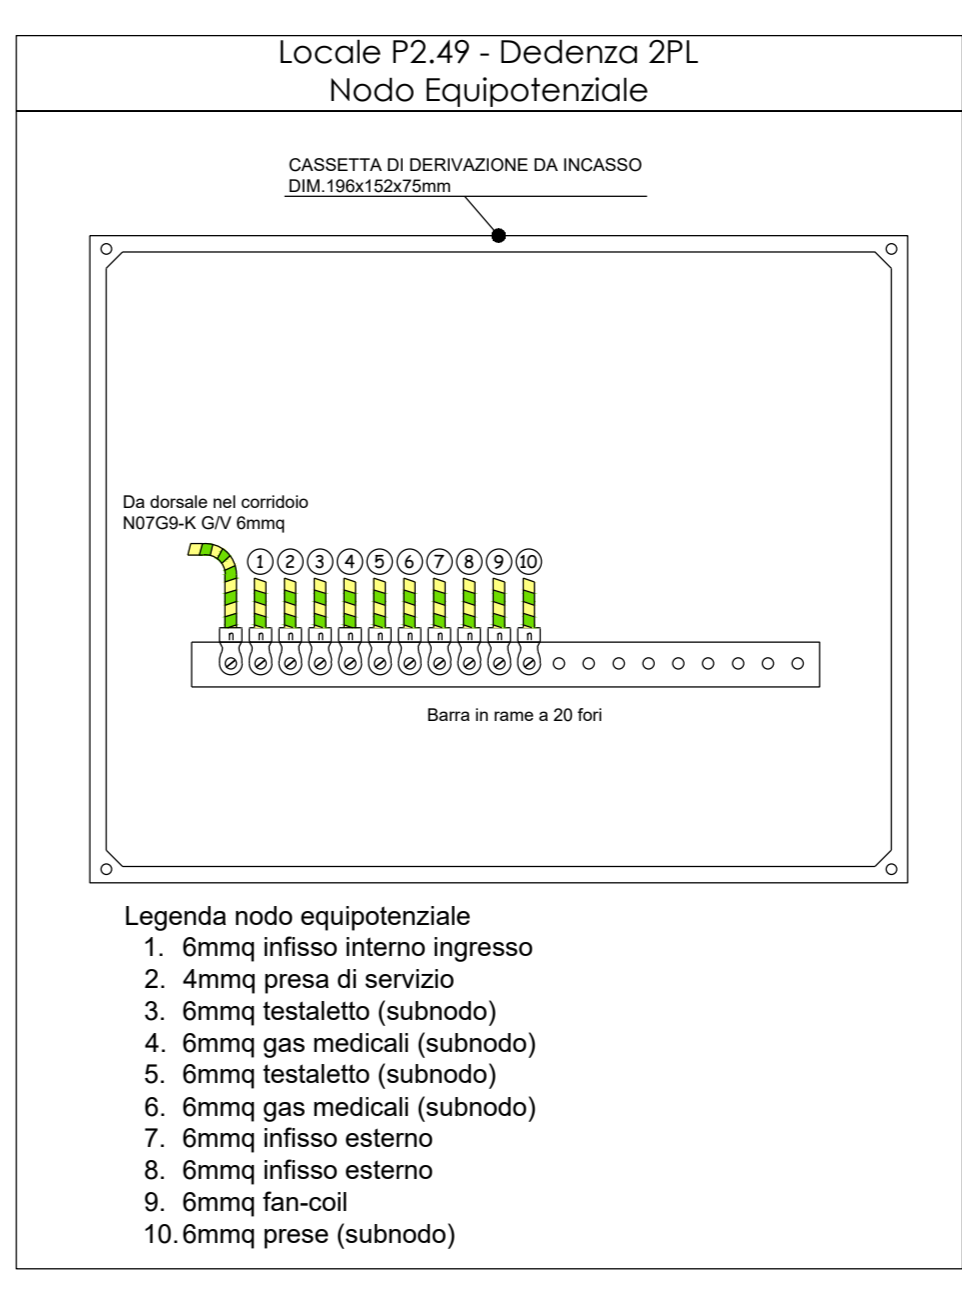 Locale P2.49 - Dedenza 2PL
Nodo Equipotenziale
CASSETTA DI DERIVAZIONE DA INCASSO
DIM.196x152x75mm
Da dorsale nel corridoio
N07G9-K G/V 6mmq
1 2 3 4 5 6 7 8 9 10
n n n n n n n n n n n
Barra in rame a 20 fori
Legenda nodo equipotenziale
1. 6mmq infisso interno ingresso
2. 4mmq presa di servizio
3. 6mmq testaletto (subnodo)
4. 6mmq gas medicali (subnodo)
5. 6mmq testaletto (subnodo)
6. 6mmq gas medicali (subnodo)
7. 6mmq infisso esterno
8. 6mmq infisso esterno
9. 6mmq fan-coil
10. 6mmq prese (subnodo)